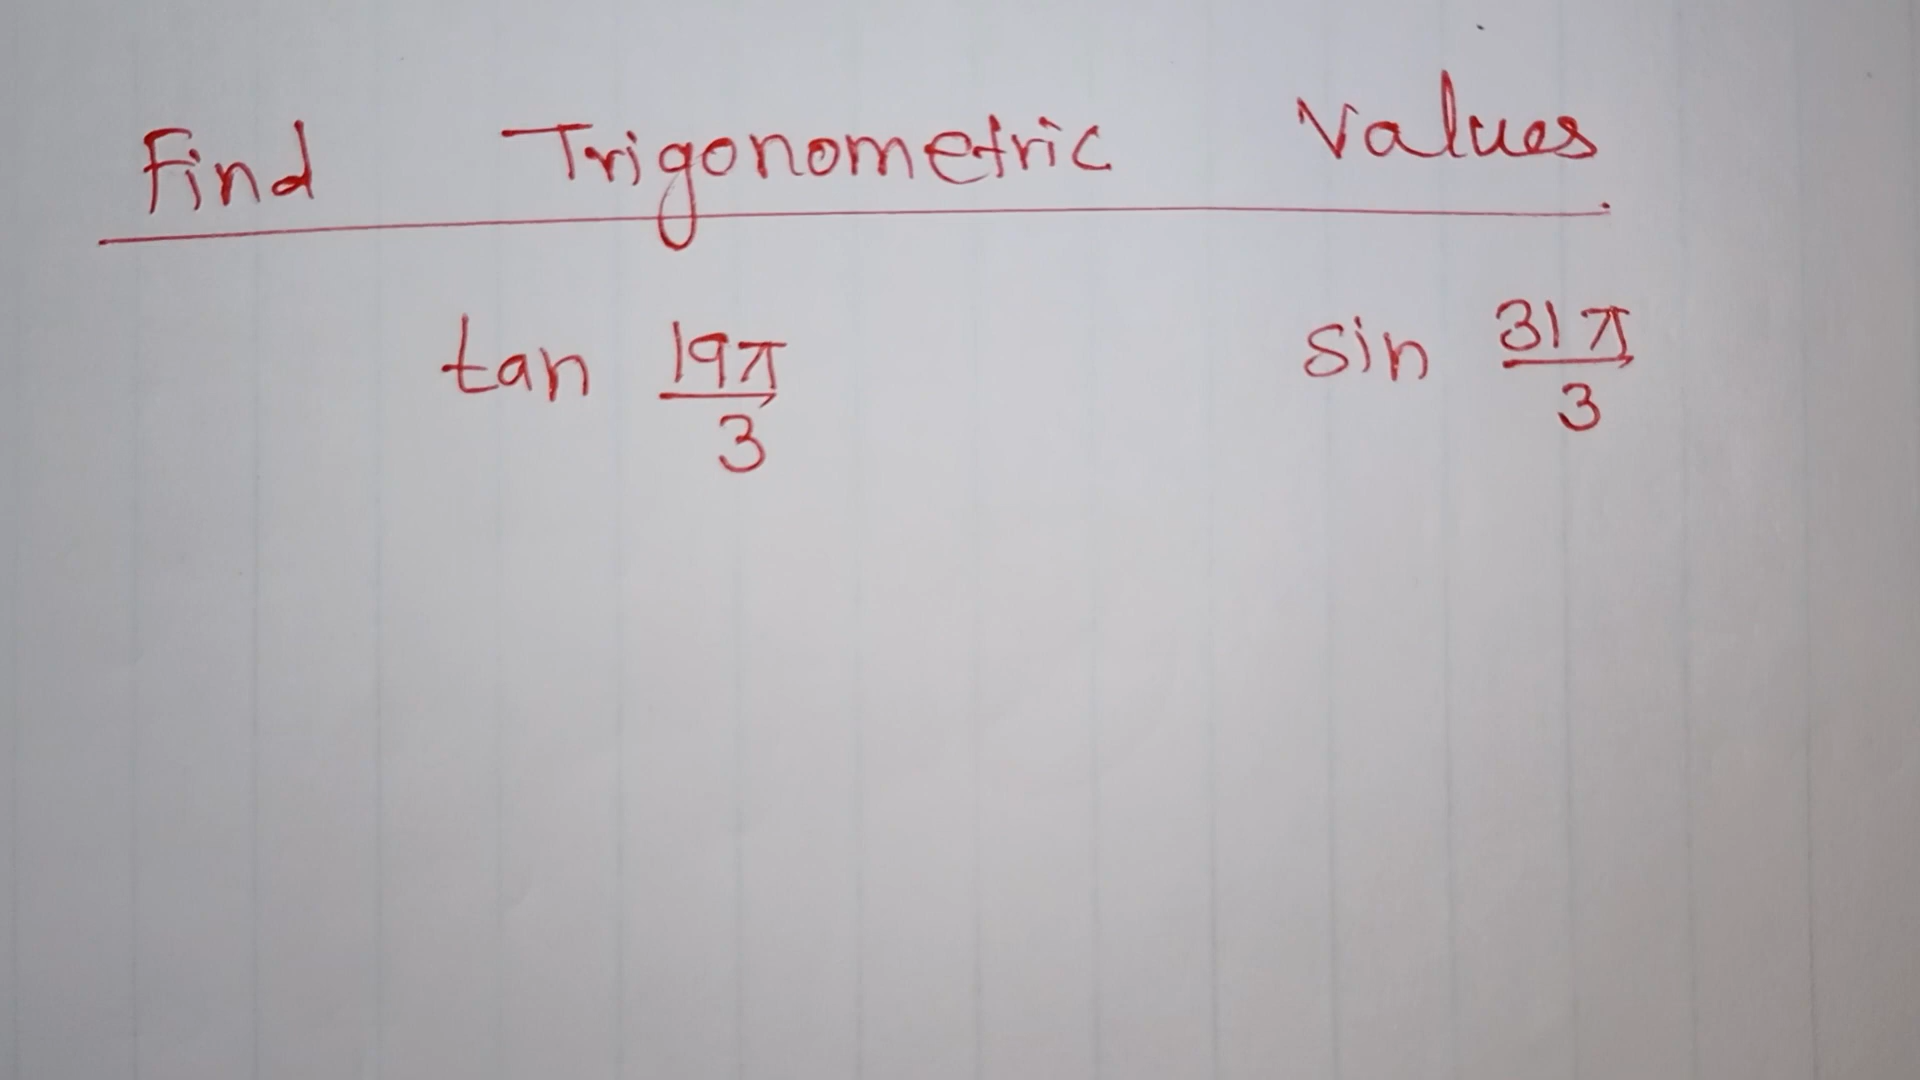 Find Trigonometric Values
tan 19π/3 sin 31π/3